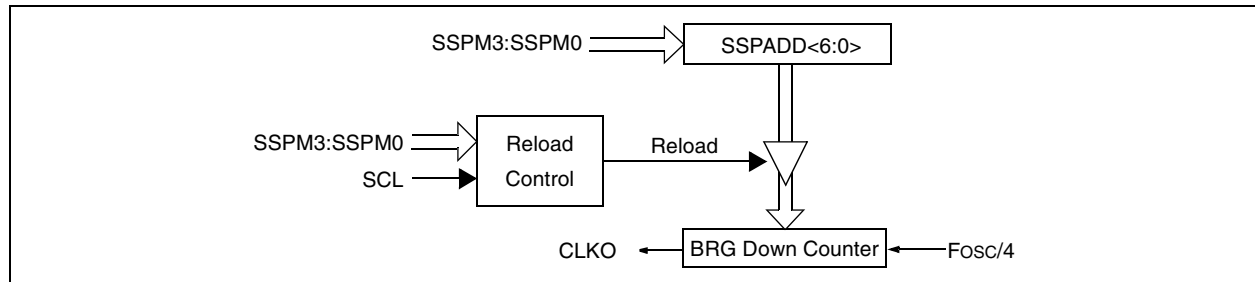 SSPM3:SSPM0
SSPADD<6:0>
SSPM3:SSPM0
SCL
Reload
Control
Reload
CLKO
BRG Down Counter
FOSC/4